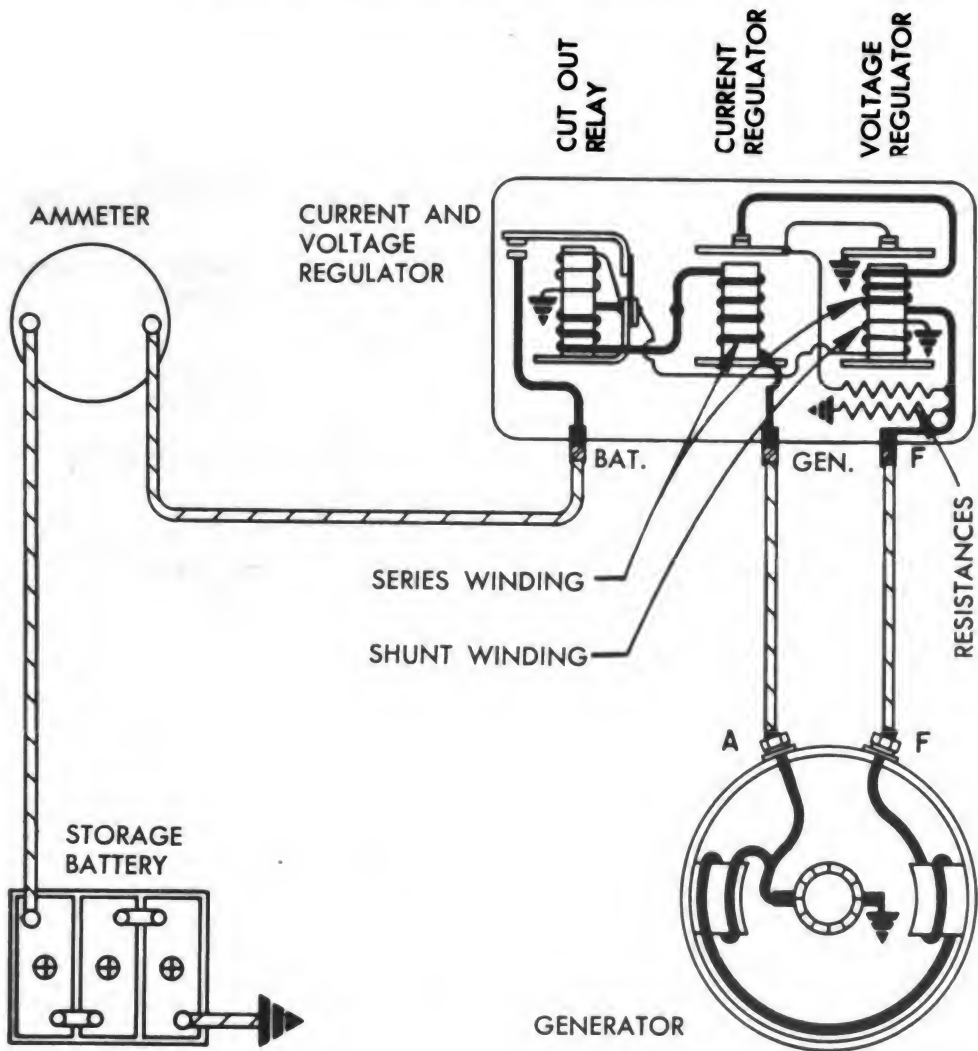 CUT OUT
RELAY
CURRENT
REGULATOR
VOLTAGE
REGULATOR
AMMETER
CURRENT AND
VOLTAGE
REGULATOR
BAT.
GEN.
F
SERIES WINDING
SHUNT WINDING
RESISTANCES
A
F
STORAGE
BATTERY
GENERATOR